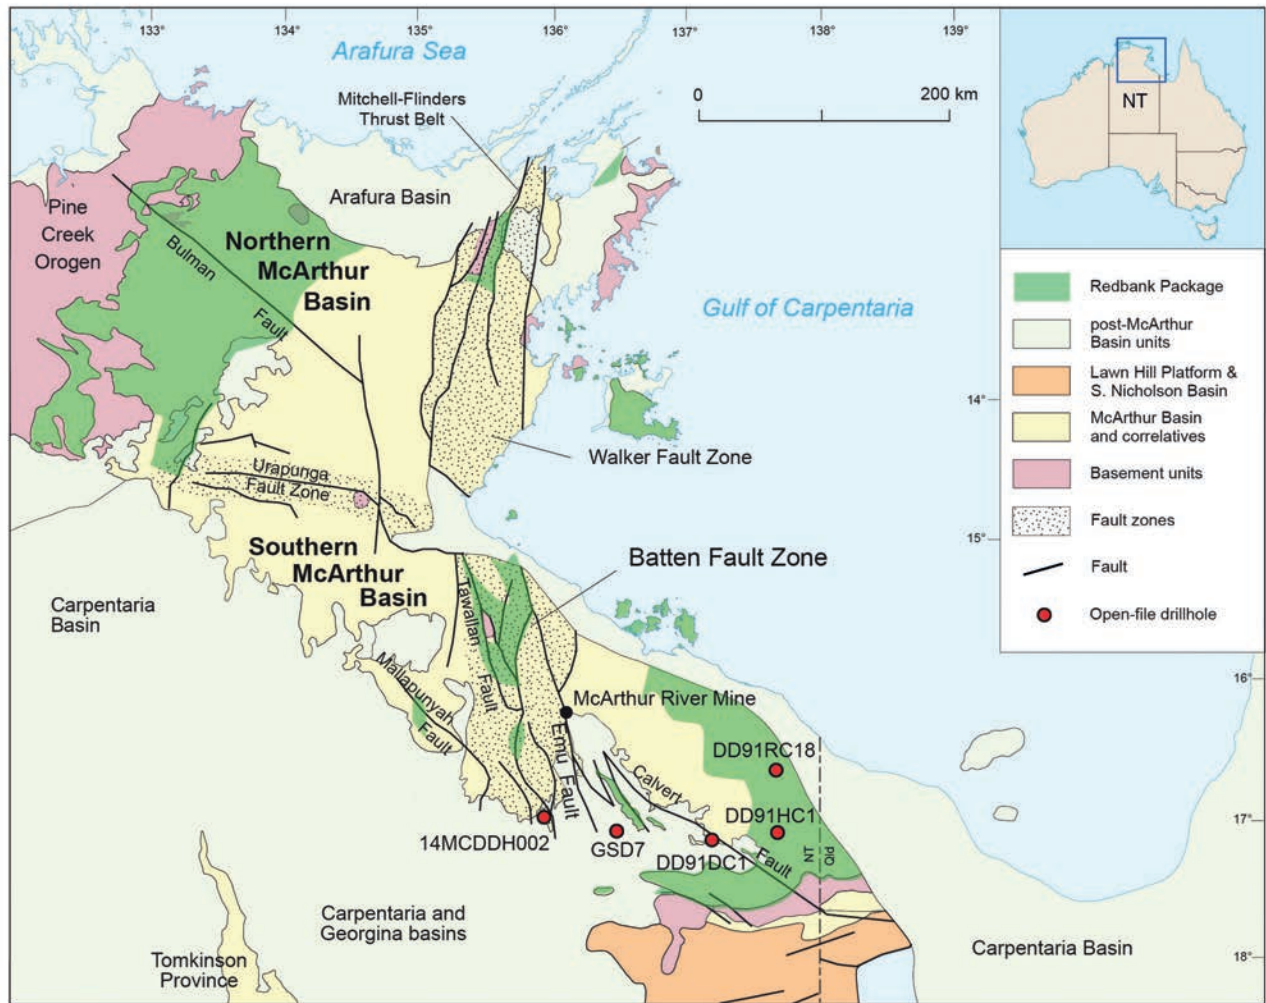 133°
134°
135°
136°
137°
138°
139°
Arafura Sea
Mitchell-Flinders
Thrust Belt
0
200 km
NT
Pine
Creek
Orogen
Arafura Basin
Bulman
Fault
Northern
McArthur
Basin
Gulf of Carpentaria
Redbank Package
post-McArthur
Basin units
Lawn Hill Platform &
S. Nicholson Basin
McArthur Basin
and correlatives
Basement units
Fault zones
Fault
Open-file drillhole
14°
Walker Fault Zone
Urapunga
Fault Zone
15°
Southern
McArthur
Basin
Batten Fault Zone
Carpentaria
Basin
Tawallah
Fault
Mallapunyah
Fault
16°
McArthur River Mine
Emu Fault
Calvert
Fault
DD91RC18
DD91HC1
14MCDDH002
GSD7
DD91DC1
NT
Qld
17°
Carpentaria and
Georgina basins
Carpentaria Basin
Tomkinson
Province
18°